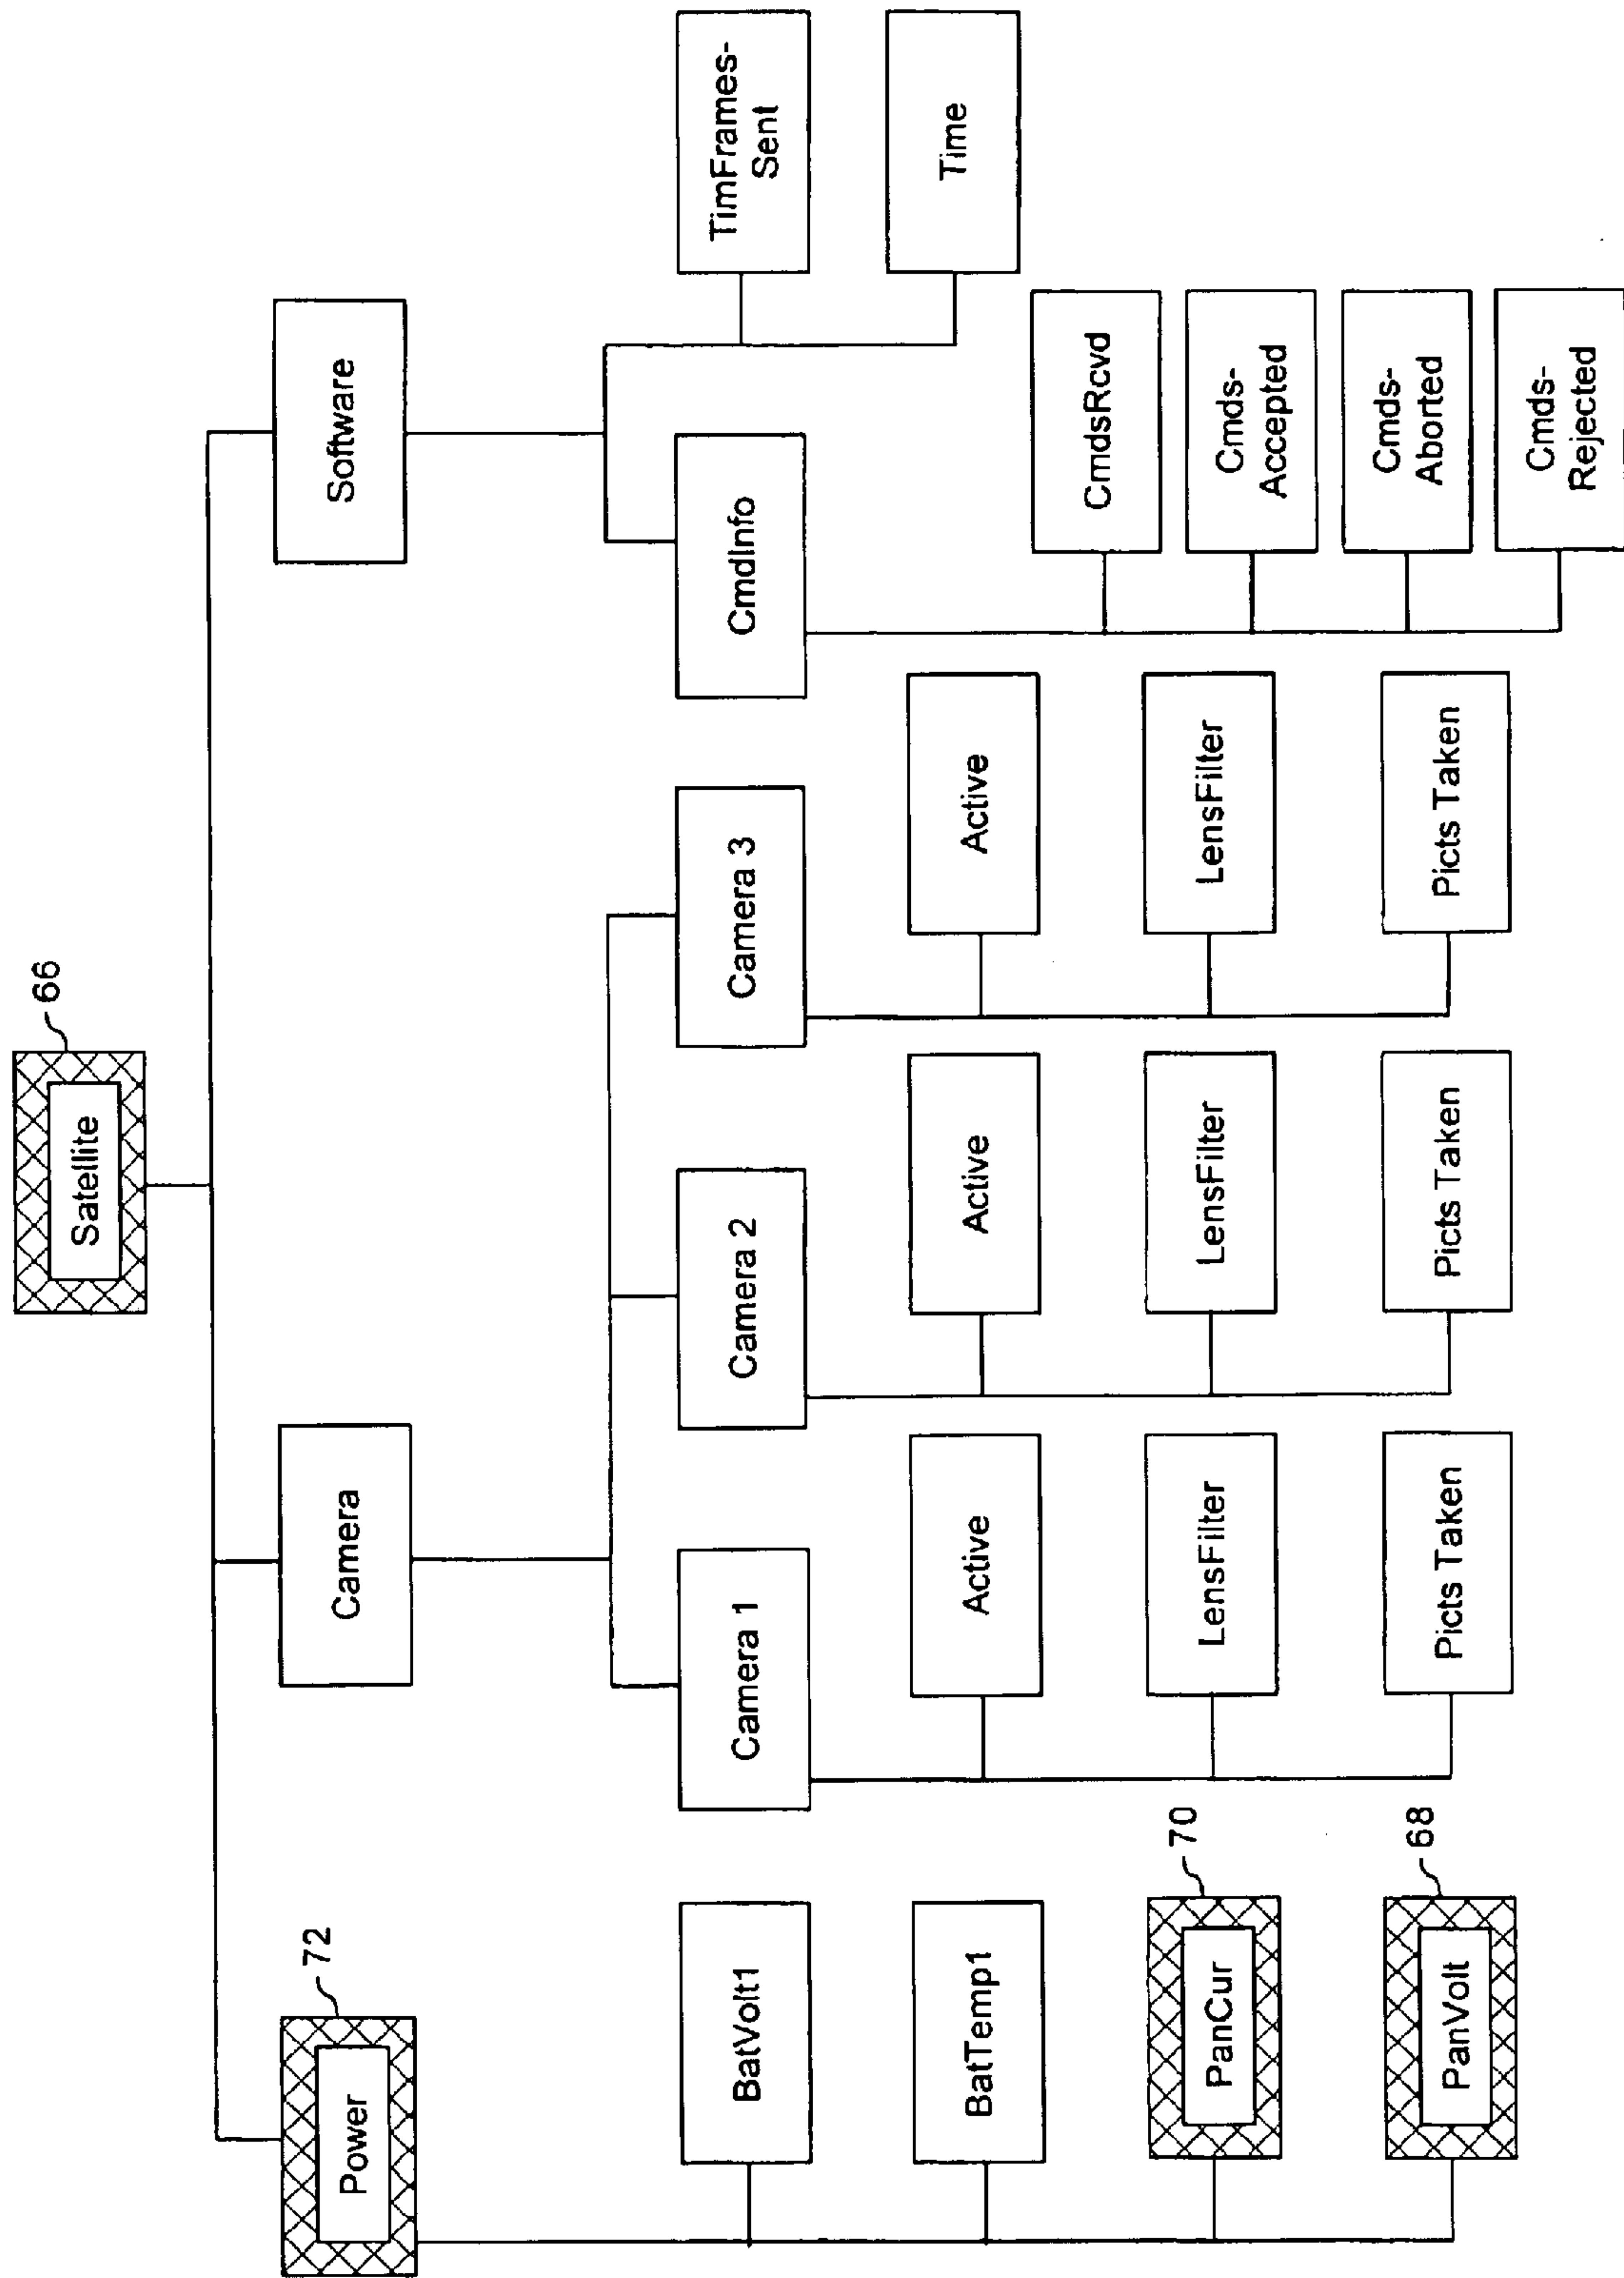 Satellite
66
Power
72
Camera
Software
BatVolt1
BatTemp1
PanCur
70
PanVolt
68
Camera 1
Active
LensFilter
Picts Taken
Camera 2
Active
LensFilter
Picts Taken
Camera 3
Active
LensFilter
Picts Taken
CmdInfo
CmdsRcvd
Cmds-
Accepted
Cmds-
Aborted
Cmds-
Rejected
TimFrames-
Sent
Time